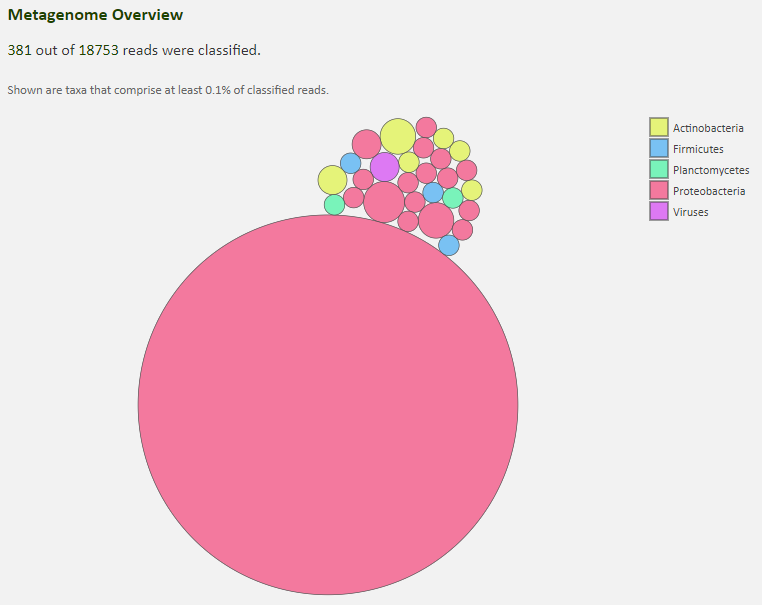 Metagenome Overview
381 out of 18753 reads were classified.
Shown are taxa that comprise at least 0.1% of classified reads.
Actinobacteria
Firmicutes
Planctomycetes
Proteobacteria
Viruses